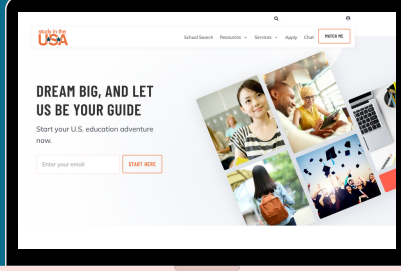 study in the
USA
School Search Resources Services Apply Chat MATCH ME
DREAM BIG, AND LET
US BE YOUR GUIDE
Start your U.S. education adventure
now.
Enter your email START HERE